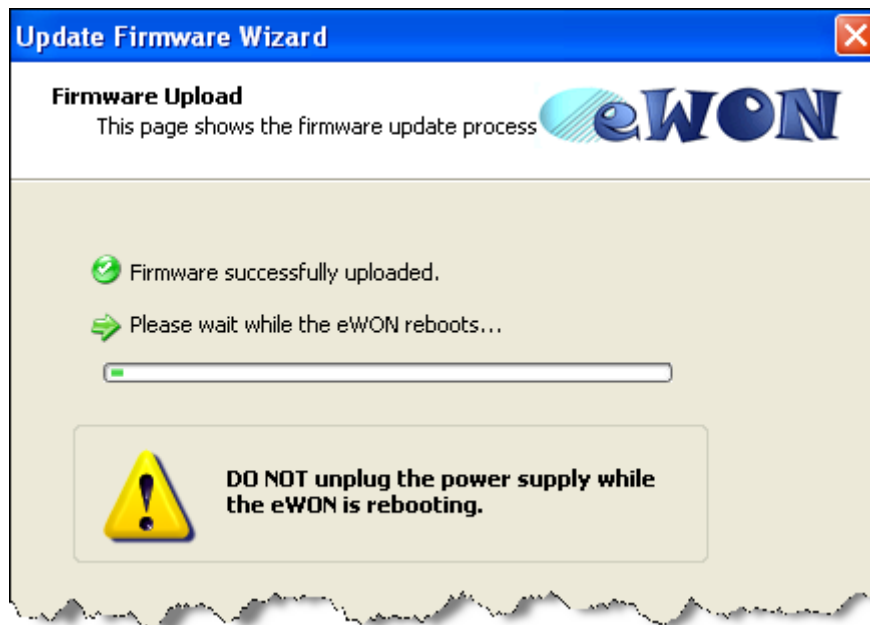 Update Firmware Wizard
Firmware Upload
This page shows the firmware update process
eWON
Firmware successfully uploaded.
Please wait while the eWON reboots...
DO NOT unplug the power supply while
the eWON is rebooting.